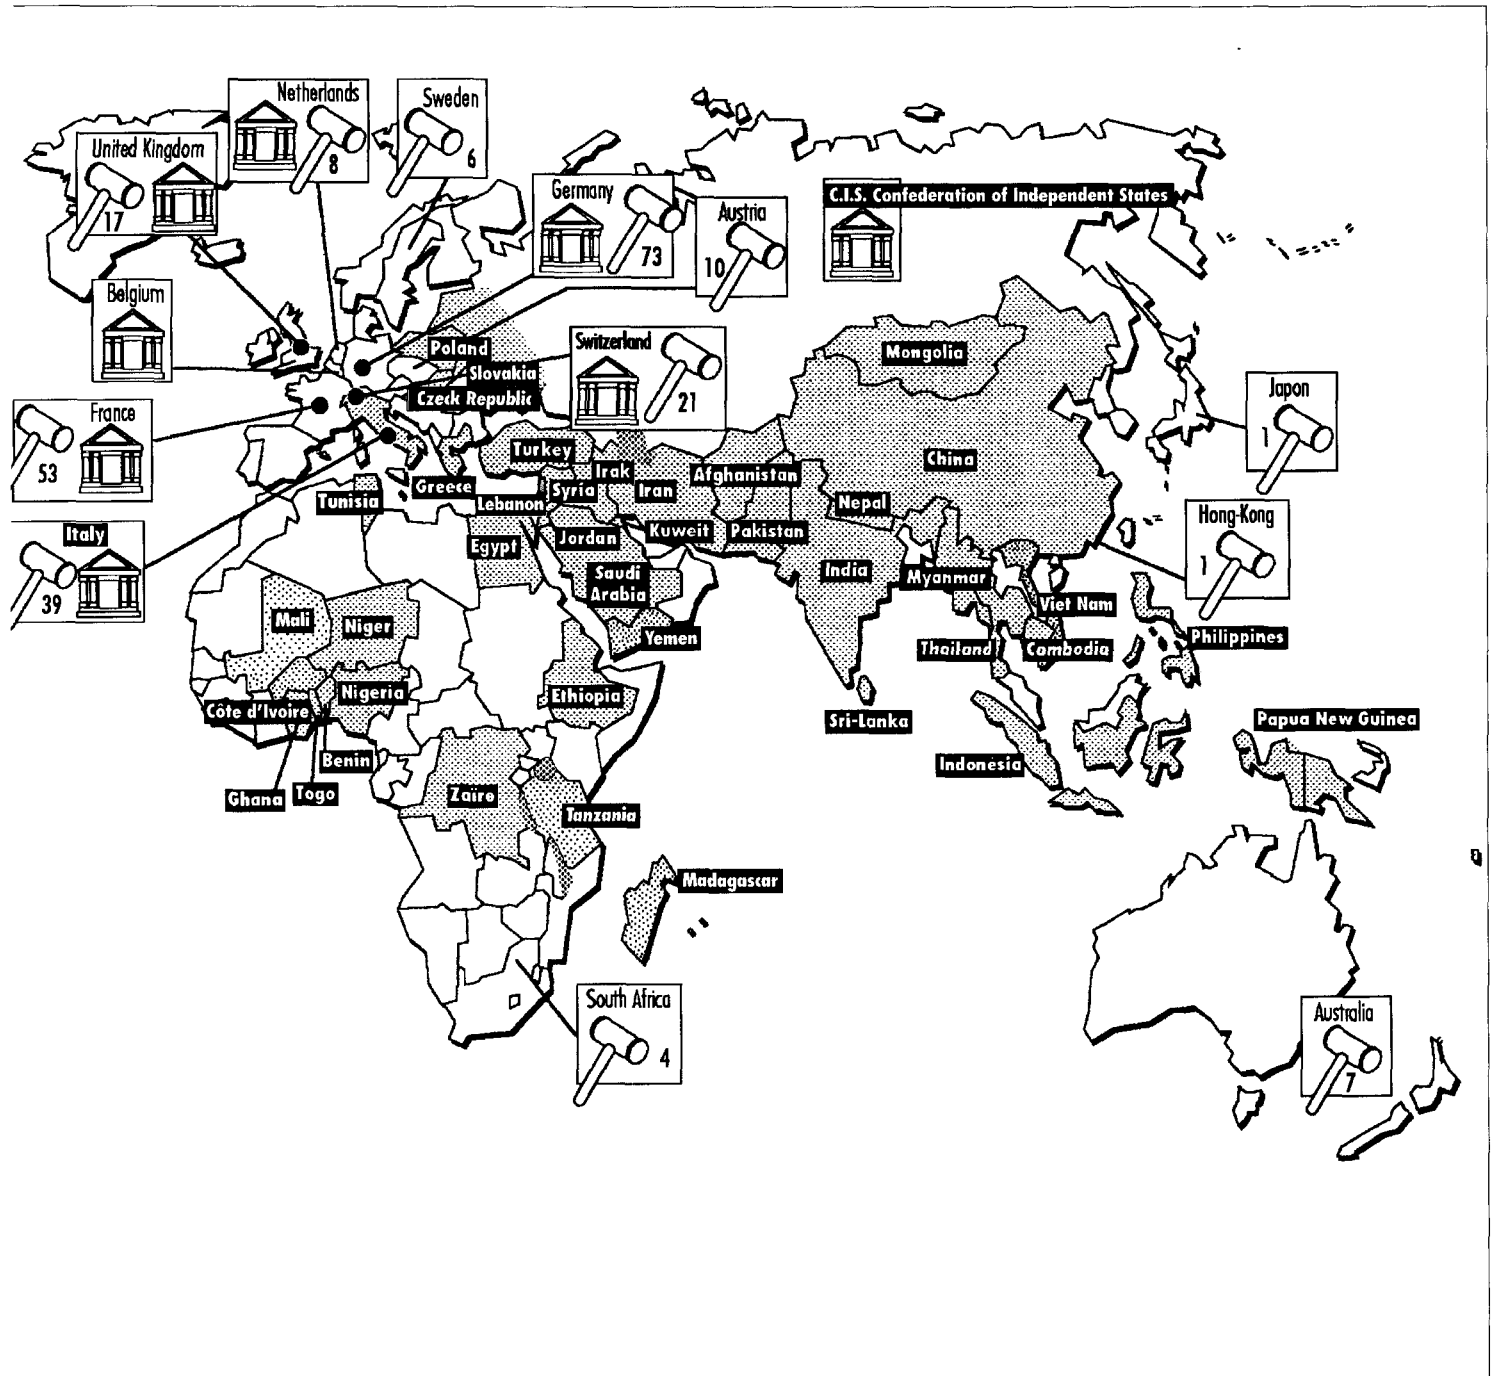 Netherlands
8
Sweden
6
United Kingdom
17
Germany
73
Austria
10
C.I.S. Confederation of Independent States
Belgium
Switzerland
21
Poland
Slovakia
Czeck Republic
Mongolia
Japon
1
France
53
Turkey
China
Irak
Afghanistan
Greece
Syria
Iran
Tunisia
Lebanon
Nepal
Hong-Kong
1
Italy
39
Egypt
Jordan
Kuweit
Pakistan
India
Myanmar
Saudi
Arabia
Viet Nam
Mali
Niger
Yemen
Thailand
Combodia
Philippines
Nigeria
Ethiopia
Côte d'Ivoire
Sri-Lanka
Papua New Guinea
Benin
Indonesia
Ghana
Togo
Zaïre
Tanzania
Madagascar
South Africa
4
Australia
7